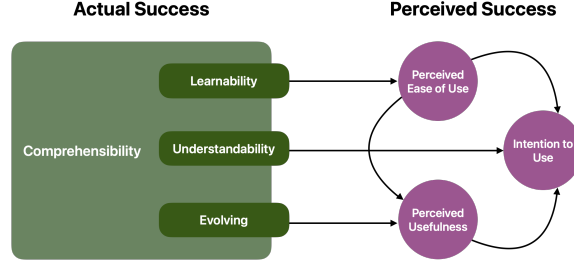 Actual Success
Perceived Success
Learnability
Perceived
Ease of Use
Comprehensibility
Understandability
Intention to
Use
Evolving
Perceived
Usefulness